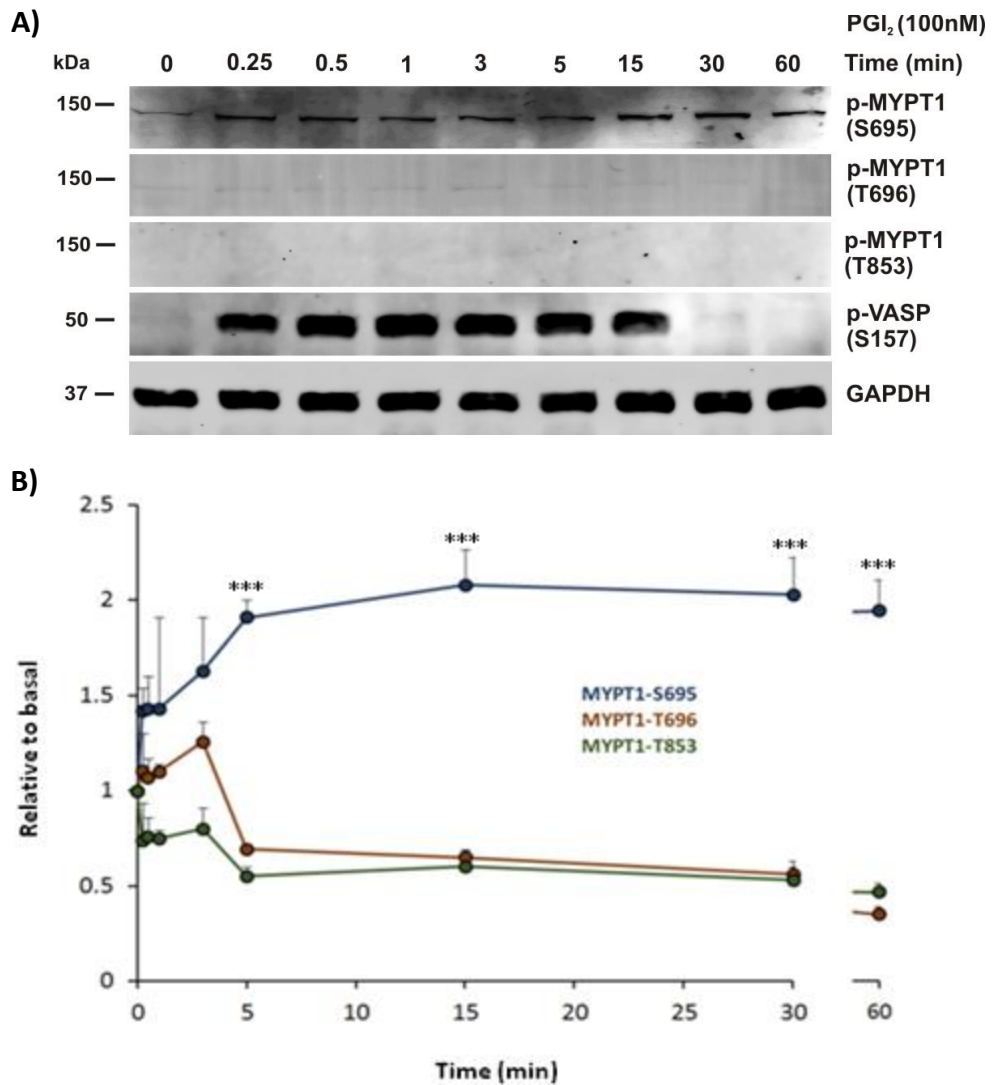 A)
PGI₂ (100nM)
kDa 0 0.25 0.5 1 3 5 15 30 60 Time (min)
150 p-MYPT1
(S695)
150 p-MYPT1
(T696)
150 p-MYPT1
(T853)
50 p-VASP
(S157)
37 GAPDH
B)
2.5
2
1.5
1
0.5
0
Relative to basal
***
***
***
***
MYPT1-S695
MYPT1-T696
MYPT1-T853
0 5 10 15 20 25 30 60
Time (min)